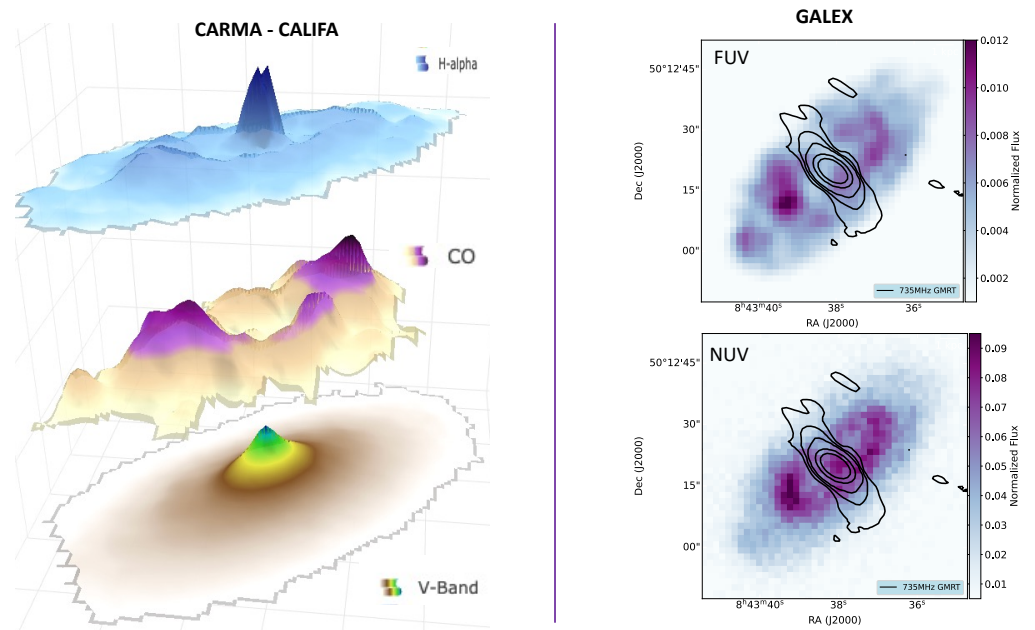 CARMA - CALIFA
H-alpha
CO
V-Band
GALEX
FUV
50°12'45"
30"
15"
00"
Dec (J2000)
8ʰ43ᵐ40ˢ
38ˢ
36ˢ
RA (J2000)
735MHz GMRT
0.012
0.010
0.008
0.006
0.004
0.002
Normalized Flux
NUV
50°12'45"
30"
15"
00"
Dec (J2000)
8ʰ43ᵐ40ˢ
38ˢ
36ˢ
RA (J2000)
735MHz GMRT
0.09
0.08
0.07
0.06
0.05
0.04
0.03
0.02
0.01
Normalized Flux